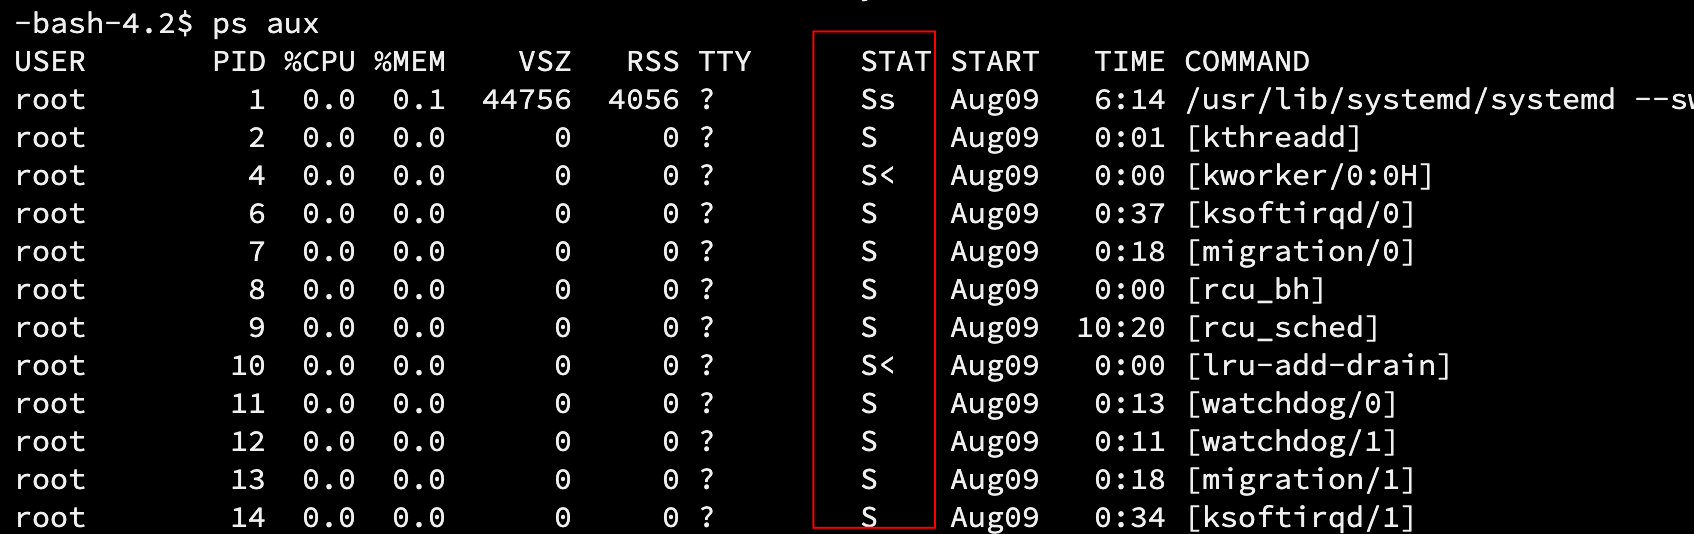 -bash-4.2$ ps aux
USER PID %CPU %MEM VSZ RSS TTY STAT START TIME COMMAND
root 1 0.0 0.1 44756 4056 ? Ss Aug09 6:14 /usr/lib/systemd/systemd --sw
root 2 0.0 0.0 0 0 ? S Aug09 0:01 [kthreadd]
root 4 0.0 0.0 0 0 ? S< Aug09 0:00 [kworker/0:0H]
root 6 0.0 0.0 0 0 ? S Aug09 0:37 [ksoftirqd/0]
root 7 0.0 0.0 0 0 ? S Aug09 0:18 [migration/0]
root 8 0.0 0.0 0 0 ? S Aug09 0:00 [rcu_bh]
root 9 0.0 0.0 0 0 ? S Aug09 10:20 [rcu_sched]
root 10 0.0 0.0 0 0 ? S< Aug09 0:00 [lru-add-drain]
root 11 0.0 0.0 0 0 ? S Aug09 0:13 [watchdog/0]
root 12 0.0 0.0 0 0 ? S Aug09 0:11 [watchdog/1]
root 13 0.0 0.0 0 0 ? S Aug09 0:18 [migration/1]
root 14 0.0 0.0 0 0 ? S Aug09 0:34 [ksoftirqd/1]